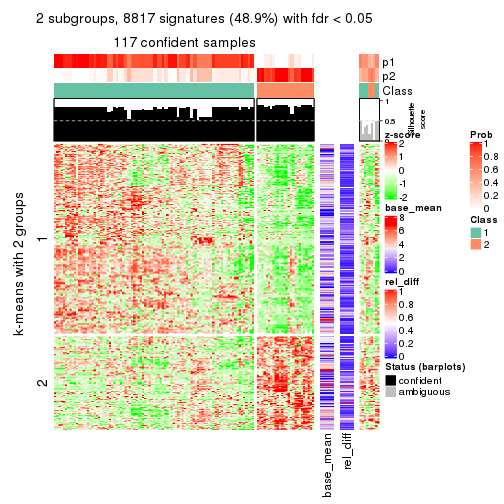 2 subgroups, 8817 signatures (48.9%) with fdr < 0.05
117 confident samples
p1
p2
Class
1
0.5
0
Silhouette
score
k-means with 2 groups
1
2
base_mean
rel_diff
z-score
2
1
0
-1
-2
base_mean
8
6
4
2
0
rel_diff
1
0.8
0.6
0.4
0.2
0
Status (barplots)
confident
ambiguous
Prob
1
0.8
0.6
0.4
0.2
0
Class
1
2